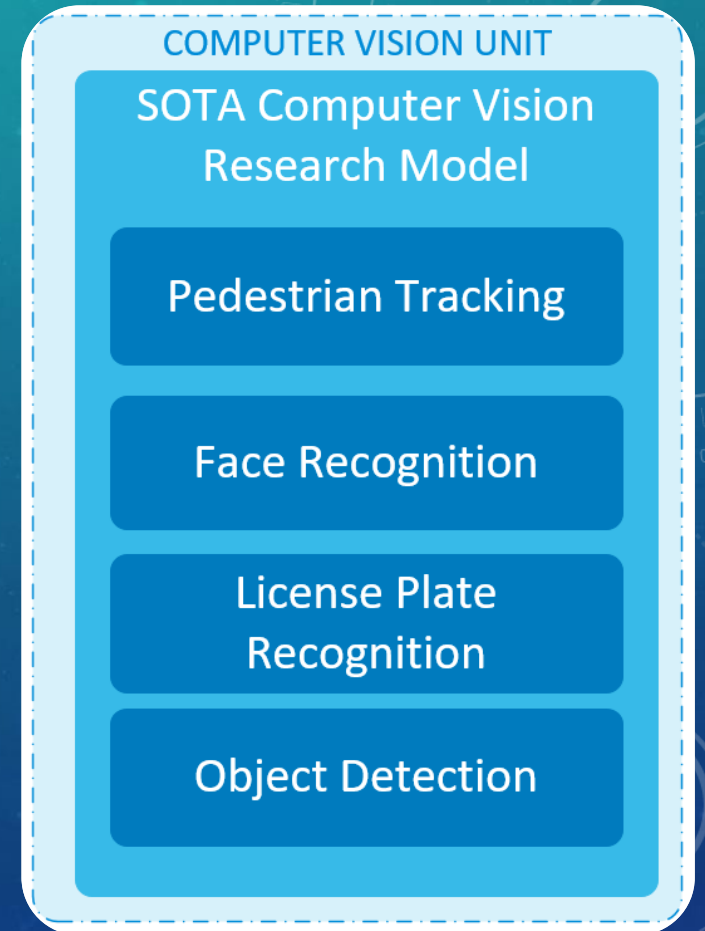 COMPUTER VISION UNIT
SOTA Computer Vision
Research Model
Pedestrian Tracking
Face Recognition
License Plate
Recognition
Object Detection